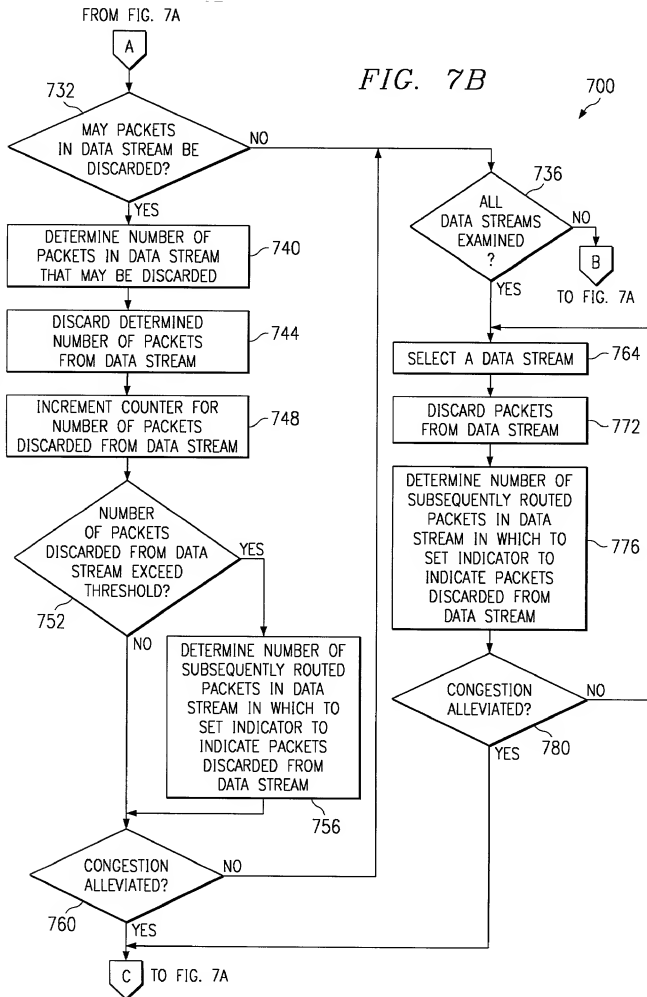 FROM FIG. 7A
A
FIG. 7B
700
732
MAY PACKETS
IN DATA STREAM BE
DISCARDED?
NO
YES
DETERMINE NUMBER OF
PACKETS IN DATA STREAM
THAT MAY BE DISCARDED
740
DISCARD DETERMINED
NUMBER OF PACKETS
FROM DATA STREAM
744
INCREMENT COUNTER FOR
NUMBER OF PACKETS
DISCARDED FROM DATA STREAM
748
NUMBER
OF PACKETS
DISCARDED FROM DATA
STREAM EXCEED
THRESHOLD?
YES
752
NO
DETERMINE NUMBER OF
SUBSEQUENTLY ROUTED
PACKETS IN DATA
STREAM IN WHICH TO
SET INDICATOR TO
INDICATE PACKETS
DISCARDED FROM
DATA STREAM
756
CONGESTION
ALLEVIATED?
NO
760
YES
C
TO FIG. 7A
736
ALL
DATA STREAMS
EXAMINED
?
NO
B
TO FIG. 7A
YES
SELECT A DATA STREAM
764
DISCARD PACKETS
FROM DATA STREAM
772
DETERMINE NUMBER OF
SUBSEQUENTLY ROUTED
PACKETS IN DATA
STREAM IN WHICH TO
SET INDICATOR TO
INDICATE PACKETS
DISCARDED FROM
DATA STREAM
776
CONGESTION
ALLEVIATED?
NO
780
YES